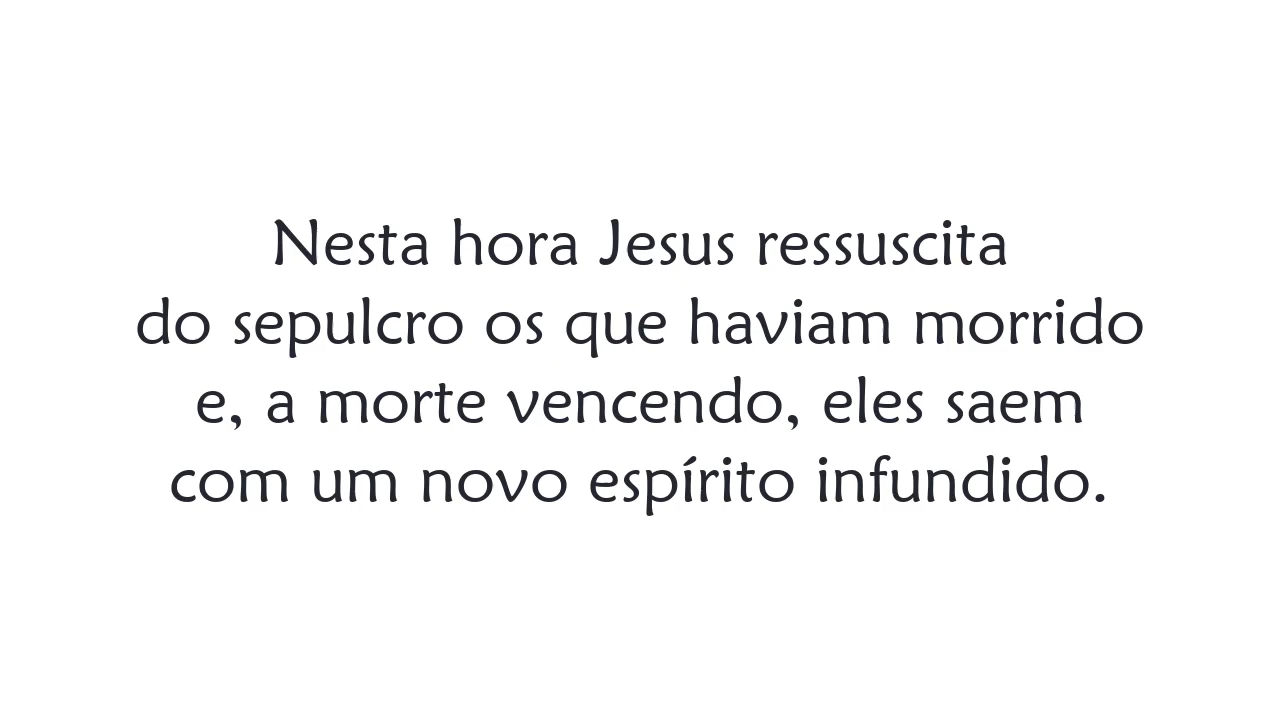 Nesta hora Jesus ressuscita
do sepulcro os que haviam morrido
e, a morte vencendo, eles saem
com um novo espírito infundido.